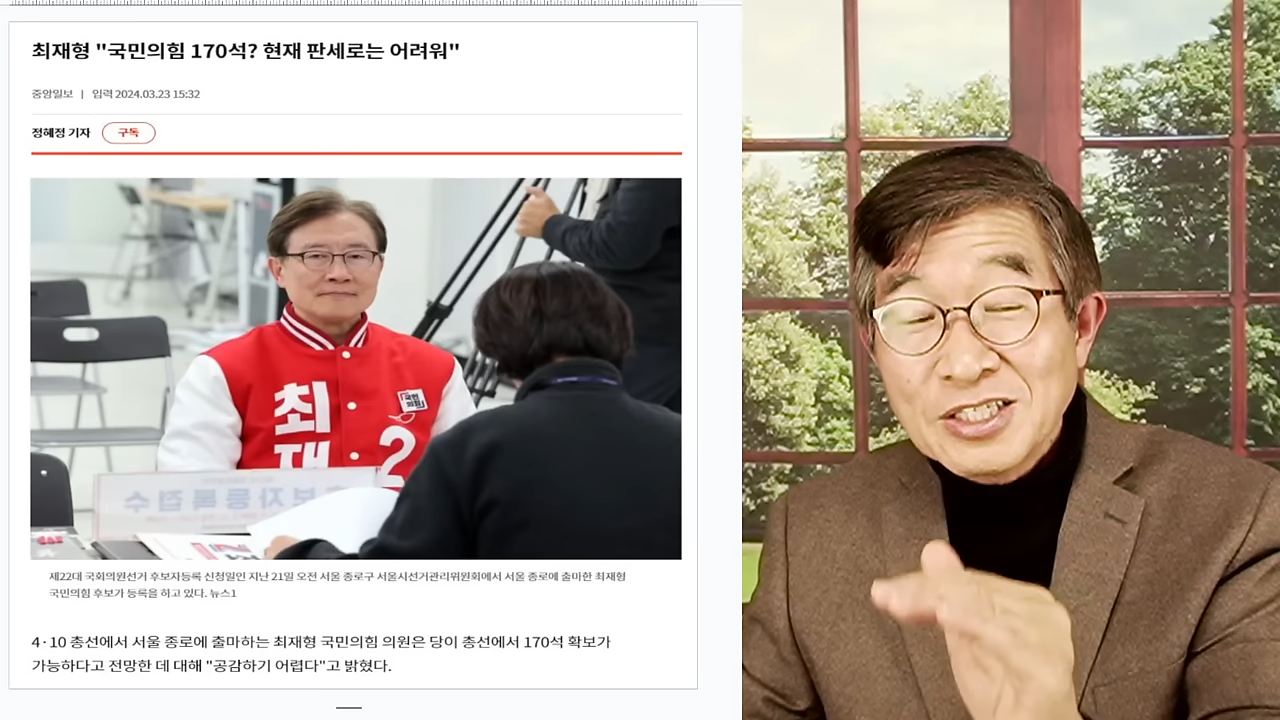 최재형 "국민의힘 170석? 현재 판세로는 어려워"
중앙일보 | 입력 2024.03.23 15:32
정혜정 기자 구독
최
재
2
국민의힘
후보자등록접수
제22대 국회의원선거 후보자등록 신청일인 지난 21일 오전 서울 종로구 서울시선거관리위원회에서 서울 종로에 출마한 최재형
국민의힘 후보가 등록을 하고 있다. 뉴스1
4·10 총선에서 서울 종로에 출마하는 최재형 국민의힘 의원은 당이 총선에서 170석 확보가
가능하다고 전망한 데 대해 "공감하기 어렵다"고 밝혔다.